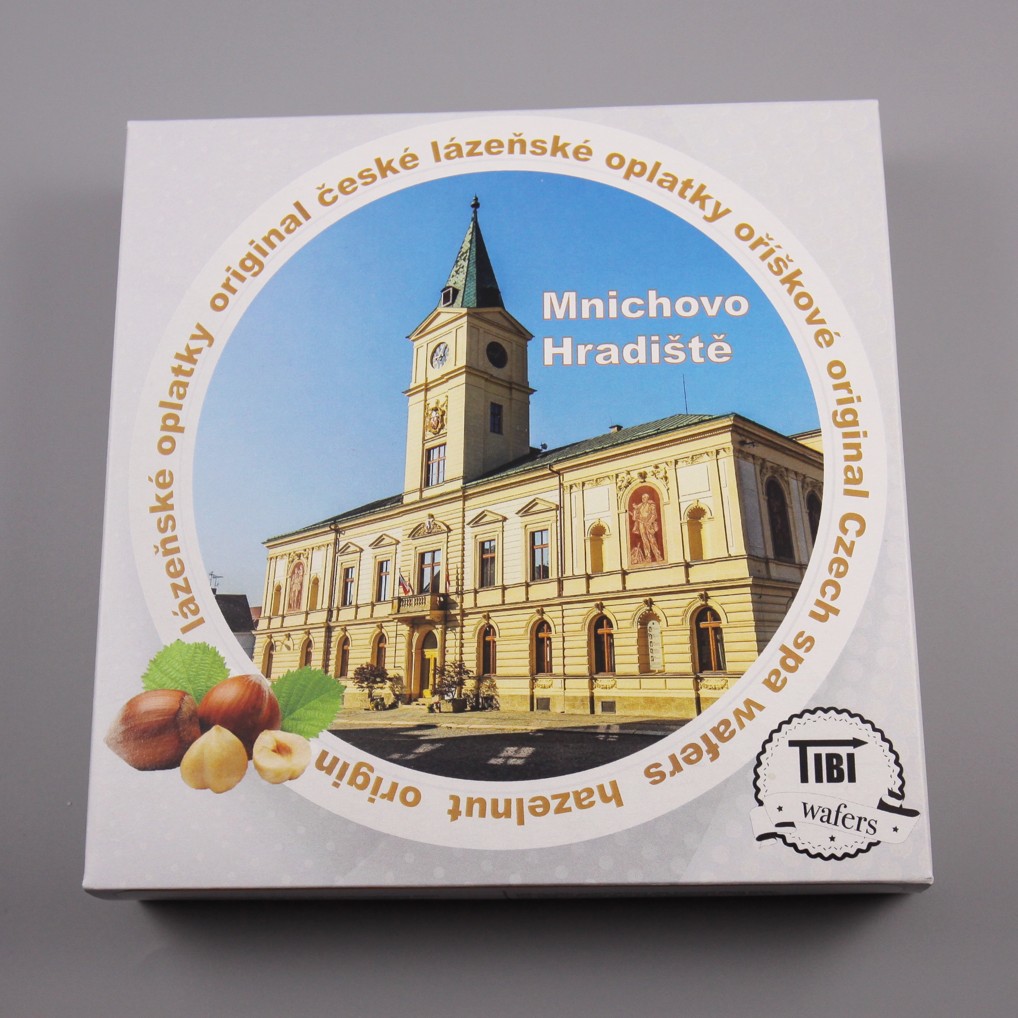 lázeňské oplatky original české lázeňské oplatky oříškové original Czech spa wafers hazelnut origin
Mnichovo
Hradiště
TIBI
wafers